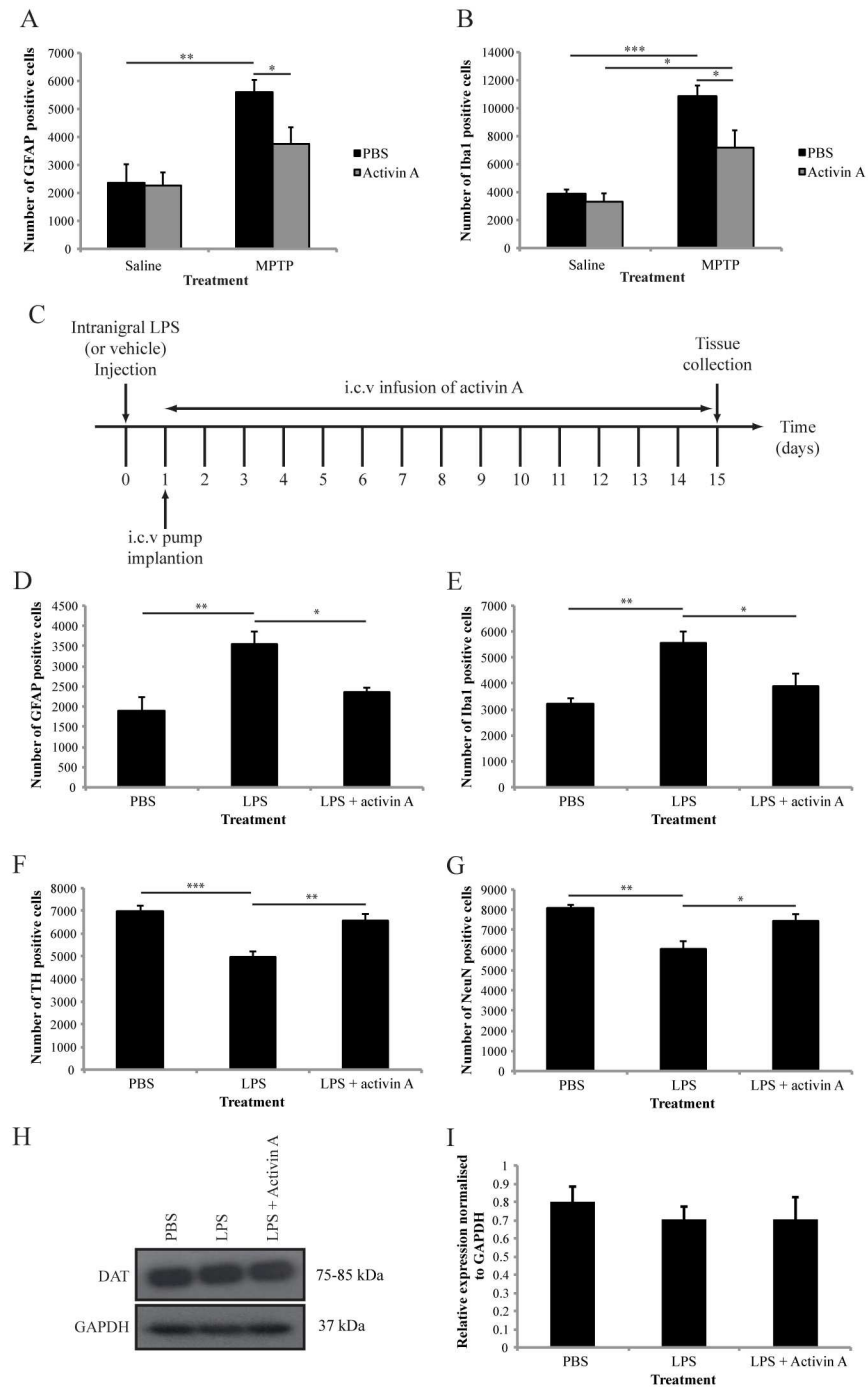 A
Number of GFAP positive cells
7000
6000
5000
4000
3000
2000
1000
0
**
*
PBS
Activin A
Saline
MPTP
Treatment
B
Number of Iba1 positive cells
14000
12000
10000
8000
6000
4000
2000
0
***
*
*
PBS
Activin A
Saline
MPTP
Treatment
C
Intranigral LPS
(or vehicle)
Injection
i.c.v infusion of activin A
Tissue
collection
Time
(days)
0 1 2 3 4 5 6 7 8 9 10 11 12 13 14 15
i.c.v pump
implantion
D
Number of GFAP positive cells
4500
4000
3500
3000
2500
2000
1500
1000
500
0
**
*
PBS
LPS
LPS + activin A
Treatment
E
Number of Iba1 positive cells
7000
6000
5000
4000
3000
2000
1000
0
**
*
PBS
LPS
LPS + activin A
Treatment
F
Number of TH positive cells
8000
7000
6000
5000
4000
3000
2000
1000
0
***
**
PBS
LPS
LPS + activin A
Treatment
G
Number of NeuN positive cells
9000
8000
7000
6000
5000
4000
3000
2000
1000
0
**
*
PBS
LPS
LPS + activin A
Treatment
H
PBS
LPS
LPS + Activin A
DAT
75-85 kDa
GAPDH
37 kDa
I
Relative expression normalised
to GAPDH
1
0.9
0.8
0.7
0.6
0.5
0.4
0.3
0.2
0.1
0
PBS
LPS
LPS + Activin A
Treatment